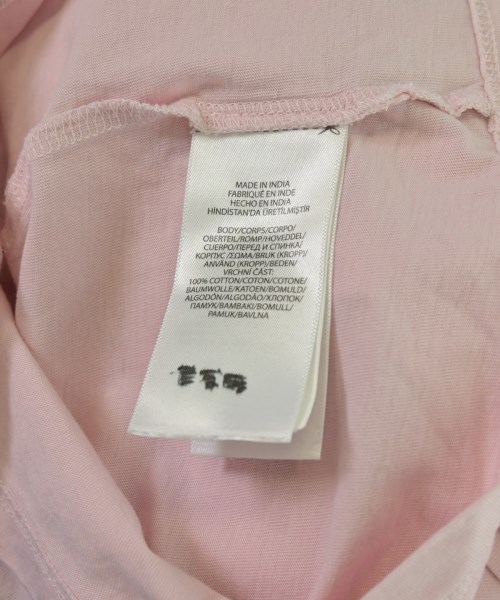 MADE IN INDIA
FABRIQUÉ EN INDE
HECHO EN INDIA
HİNDİSTAN'DA ÜRETİLMİŞTİR
BODY/CORPS/CORPO/
OBERTEIL/ROMP/HOVEDDEL/
CUERPO/ПЕРЕД И СПИНКА/
КОРПУС /ΣΩΜΑ/BRUK (KROPP)/
ANVÄND (KROPP)/BEDEN/
VRCHNÍ ČÁST:
100% COTTON/COTON/COTONE/
BAUMWOLLE/KATOEN/BOMULD/
ALGODÓN/ALGODÃO/ХЛОПОК/
ПАМУК/ΒΑΜΒΑΚΙ/BOMULL/
PAMUK/BAVLNA